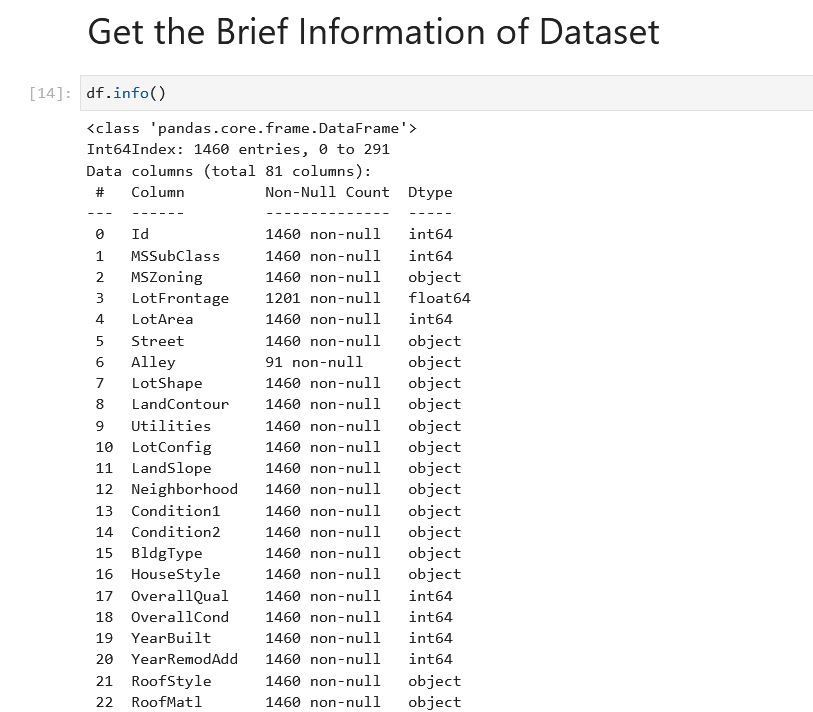 Get the Brief Information of Dataset
[14]: df.info()
<class 'pandas.core.frame.DataFrame'>
Int64Index: 1460 entries, 0 to 291
Data columns (total 81 columns):
 #   Column         Non-Null Count  Dtype
---  ------         --------------  -----
 0   Id             1460 non-null   int64
 1   MSSubClass     1460 non-null   int64
 2   MSZoning       1460 non-null   object
 3   LotFrontage    1201 non-null   float64
 4   LotArea        1460 non-null   int64
 5   Street         1460 non-null   object
 6   Alley          91 non-null     object
 7   LotShape       1460 non-null   object
 8   LandContour    1460 non-null   object
 9   Utilities      1460 non-null   object
 10  LotConfig      1460 non-null   object
 11  LandSlope      1460 non-null   object
 12  Neighborhood   1460 non-null   object
 13  Condition1     1460 non-null   object
 14  Condition2     1460 non-null   object
 15  BldgType       1460 non-null   object
 16  HouseStyle     1460 non-null   object
 17  OverallQual    1460 non-null   int64
 18  OverallCond    1460 non-null   int64
 19  YearBuilt      1460 non-null   int64
 20  YearRemodAdd   1460 non-null   int64
 21  RoofStyle      1460 non-null   object
 22  RoofMatl       1460 non-null   object